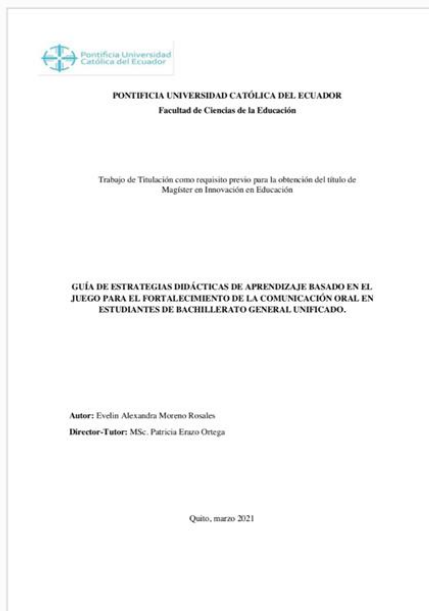 Pontificia Universidad
Católica del Ecuador
PONTIFICIA UNIVERSIDAD CATÓLICA DEL ECUADOR
Facultad de Ciencias de la Educación
Trabajo de Titulación como requisito previo para la obtención del título de
Magíster en Innovación en Educación
GUÍA DE ESTRATEGIAS DIDÁCTICAS DE APRENDIZAJE BASADO EN EL
JUEGO PARA EL FORTALECIMIENTO DE LA COMUNICACIÓN ORAL EN
ESTUDIANTES DE BACHILLERATO GENERAL UNIFICADO.
Autor: Evelin Alexandra Moreno Rosales
Director-Tutor: MSc. Patricia Erazo Ortega
Quito, marzo 2021